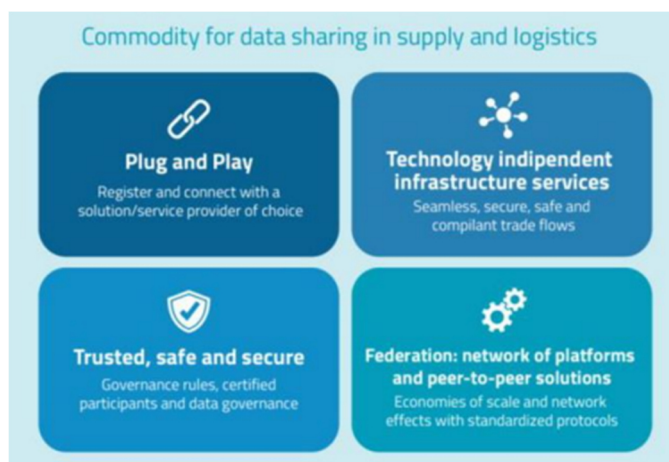 Commodity for data sharing in supply and logistics
Plug and Play
Register and connect with a
solution/service provider of choice
Technology indipendent
infrastructure services
Seamless, secure, safe and
compilant trade flows
Trusted, safe and secure
Governance rules, certified
participants and data governance
Federation: network of platforms
and peer-to-peer solutions
Economies of scale and network
effects with standardized protocols